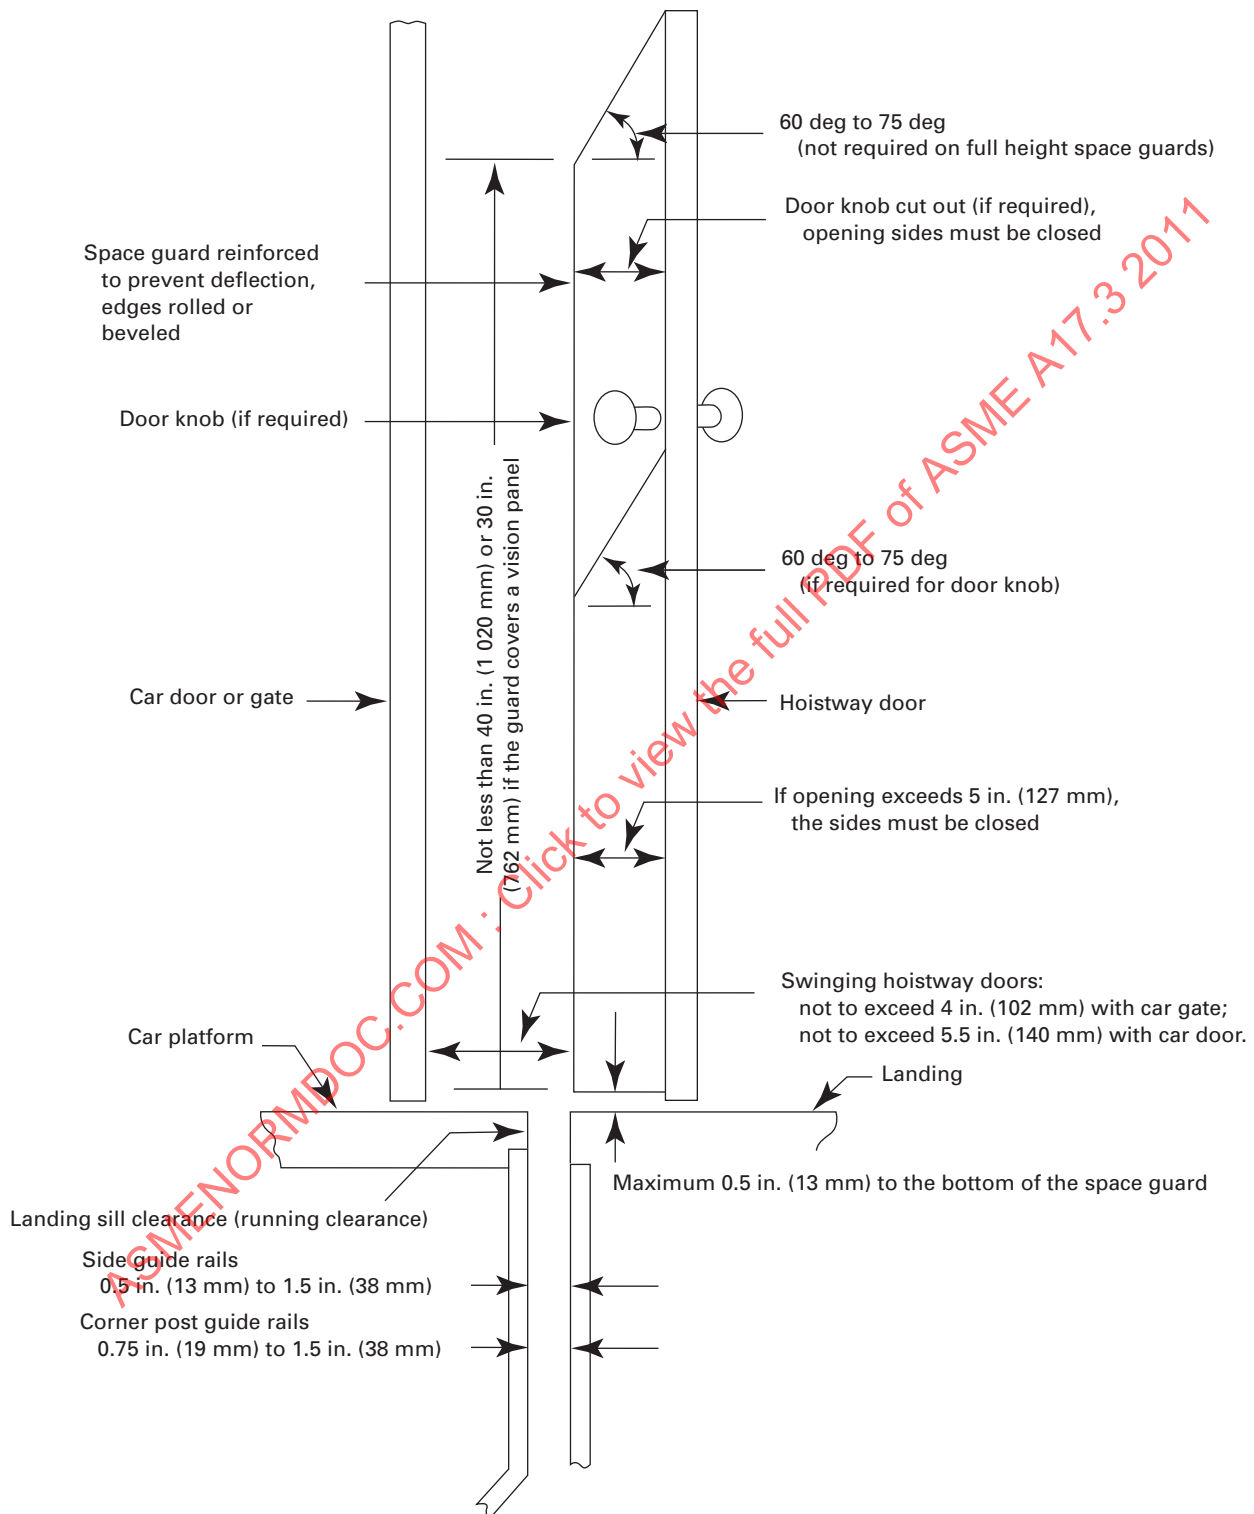 60 deg to 75 deg
(not required on full height space guards)
Door knob cut out (if required),
opening sides must be closed
Space guard reinforced
to prevent deflection,
edges rolled or
beveled
Door knob (if required)
Not less than 40 in. (1 020 mm) or 30 in.
(762 mm) if the guard covers a vision panel
60 deg to 75 deg
(if required for door knob)
Car door or gate
Hoistway door
If opening exceeds 5 in. (127 mm),
the sides must be closed
Swinging hoistway doors:
not to exceed 4 in. (102 mm) with car gate;
not to exceed 5.5 in. (140 mm) with car door.
Car platform
Landing
Maximum 0.5 in. (13 mm) to the bottom of the space guard
Landing sill clearance (running clearance)
Side guide rails
0.5 in. (13 mm) to 1.5 in. (38 mm)
Corner post guide rails
0.75 in. (19 mm) to 1.5 in. (38 mm)
ASMENORMDOC.COM : Click to view the full PDF of ASME A17.3 2011